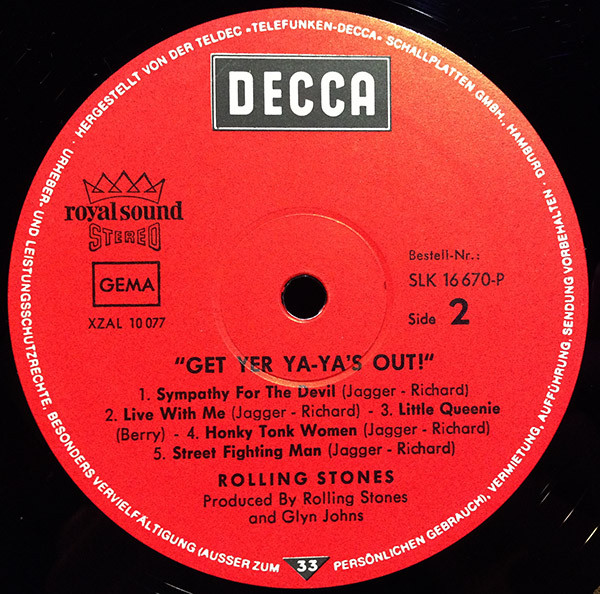 URHEBER- UND LEISTUNGSSCHUTZRECHTE, BESONDERS VERVIELFÄLTIGUNG (AUSSER ZUM PERSÖNLICHEN GEBRAUCH), VERMIETUNG, AUFFÜHRUNG, SENDUNG VORBEHALTEN · HERGESTELLT VON DER TELDEC »TELEFUNKEN-DECCA« SCHALLPLATTEN GMBH., HAMBURG ·
DECCA
royal sound
STEREO
GEMA
XZAL 10 077
Bestell-Nr.:
SLK 16 670-P
Side 2
"GET YER YA-YA'S OUT!"
1. Sympathy For The Devil (Jagger - Richard)
2. Live With Me (Jagger - Richard) - 3. Little Queenie
(Berry) - 4. Honky Tonk Women (Jagger - Richard)
5. Street Fighting Man (Jagger - Richard)
ROLLING STONES
Produced By Rolling Stones
and Glyn Johns
33